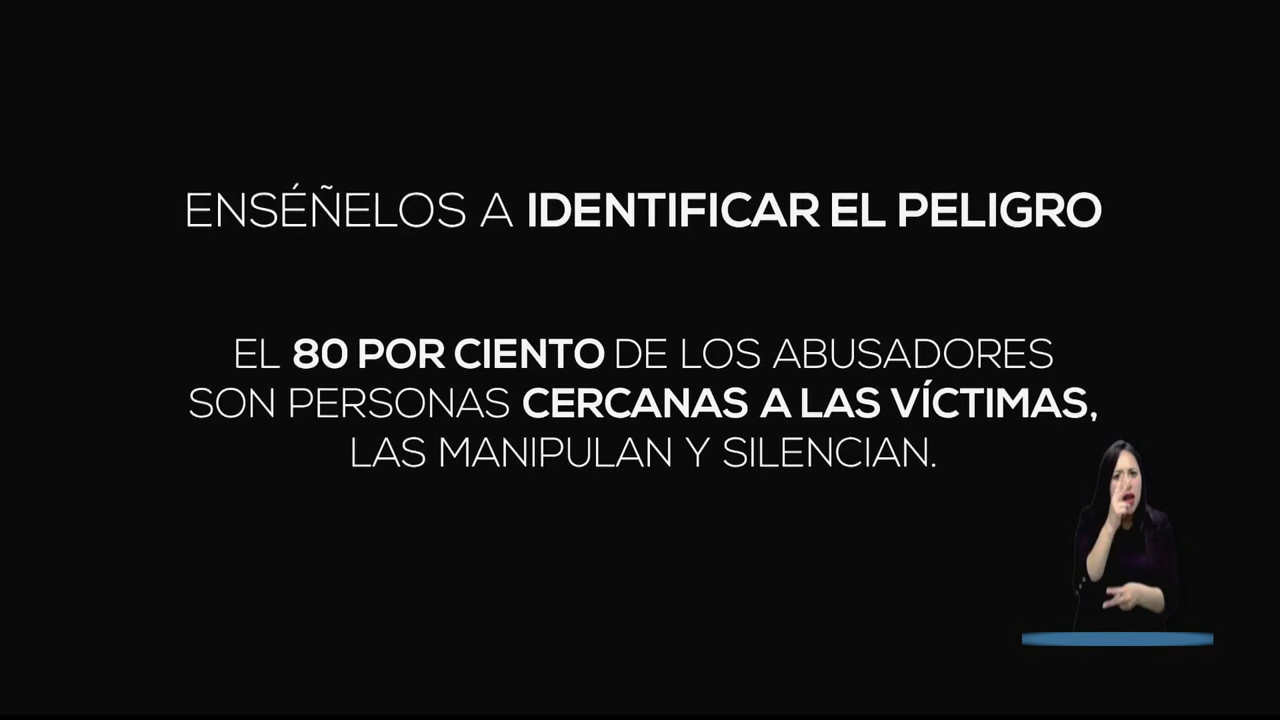 ENSÉÑELOS A IDENTIFICAR EL PELIGRO
EL 80 POR CIENTO DE LOS ABUSADORES
SON PERSONAS CERCANAS A LAS VÍCTIMAS,
LAS MANIPULAN Y SILENCIAN.